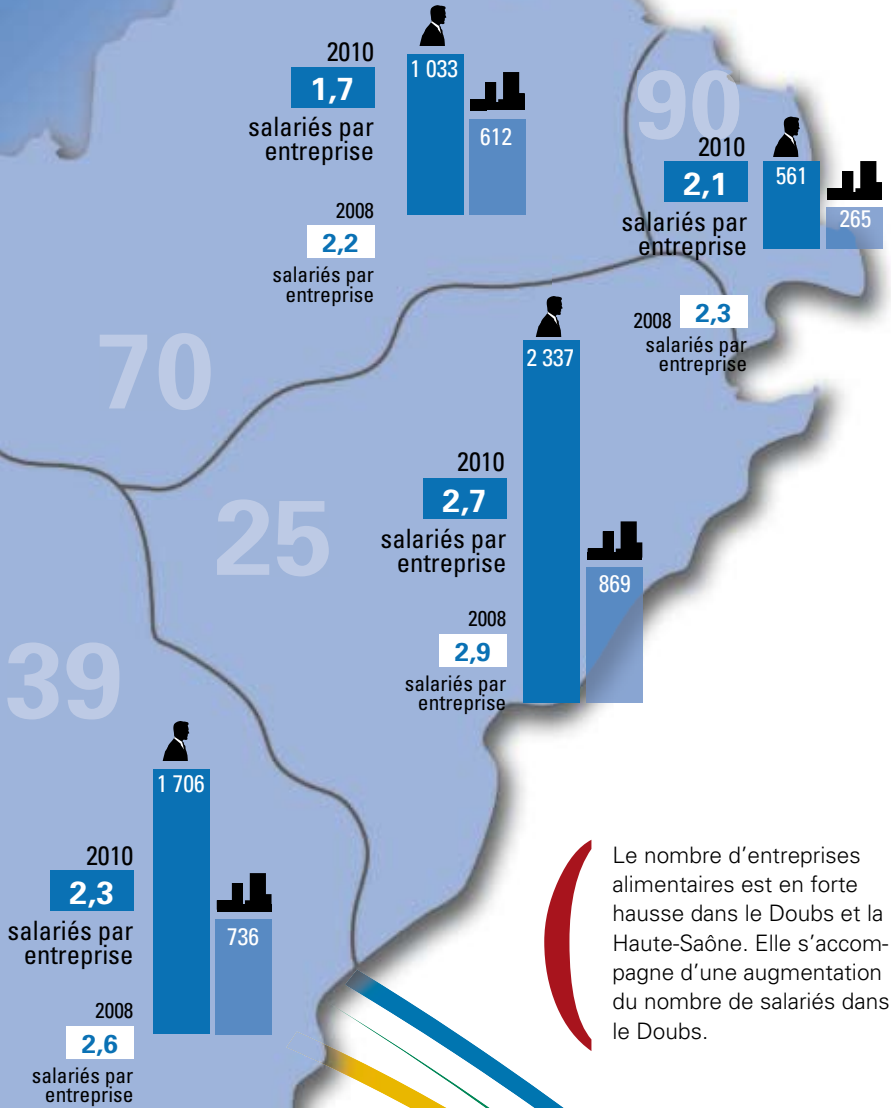 2010
1,7
salariés par
entreprise
1 033
612
2008
2,2
salariés par
entreprise
90
2010
2,1
salariés par
entreprise
561
265
2008 2,3
salariés par
entreprise
70
2 337
2010
2,7
salariés par
entreprise
869
25
2008
2,9
salariés par
entreprise
39
1 706
2010
2,3
salariés par
entreprise
736
2008
2,6
salariés par
entreprise
Le nombre d’entreprises
alimentaires est en forte
hausse dans le Doubs et la
Haute-Saône. Elle s’accom-
pagne d’une augmentation
du nombre de salariés dans
le Doubs.